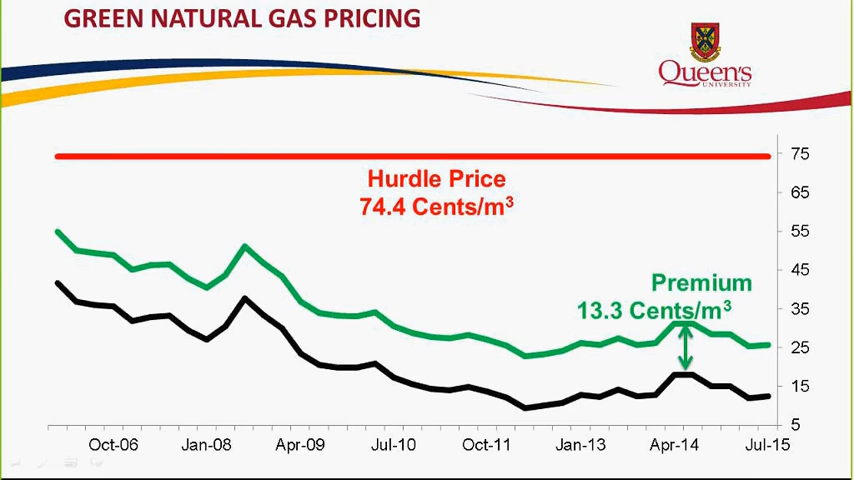 GREEN NATURAL GAS PRICING
Queen's
UNIVERSITY
75
Hurdle Price
74.4 Cents/m³
65
55
45
Premium
13.3 Cents/m³
35
25
15
5
Oct-06 Jan-08 Apr-09 Jul-10 Oct-11 Jan-13 Apr-14 Jul-15